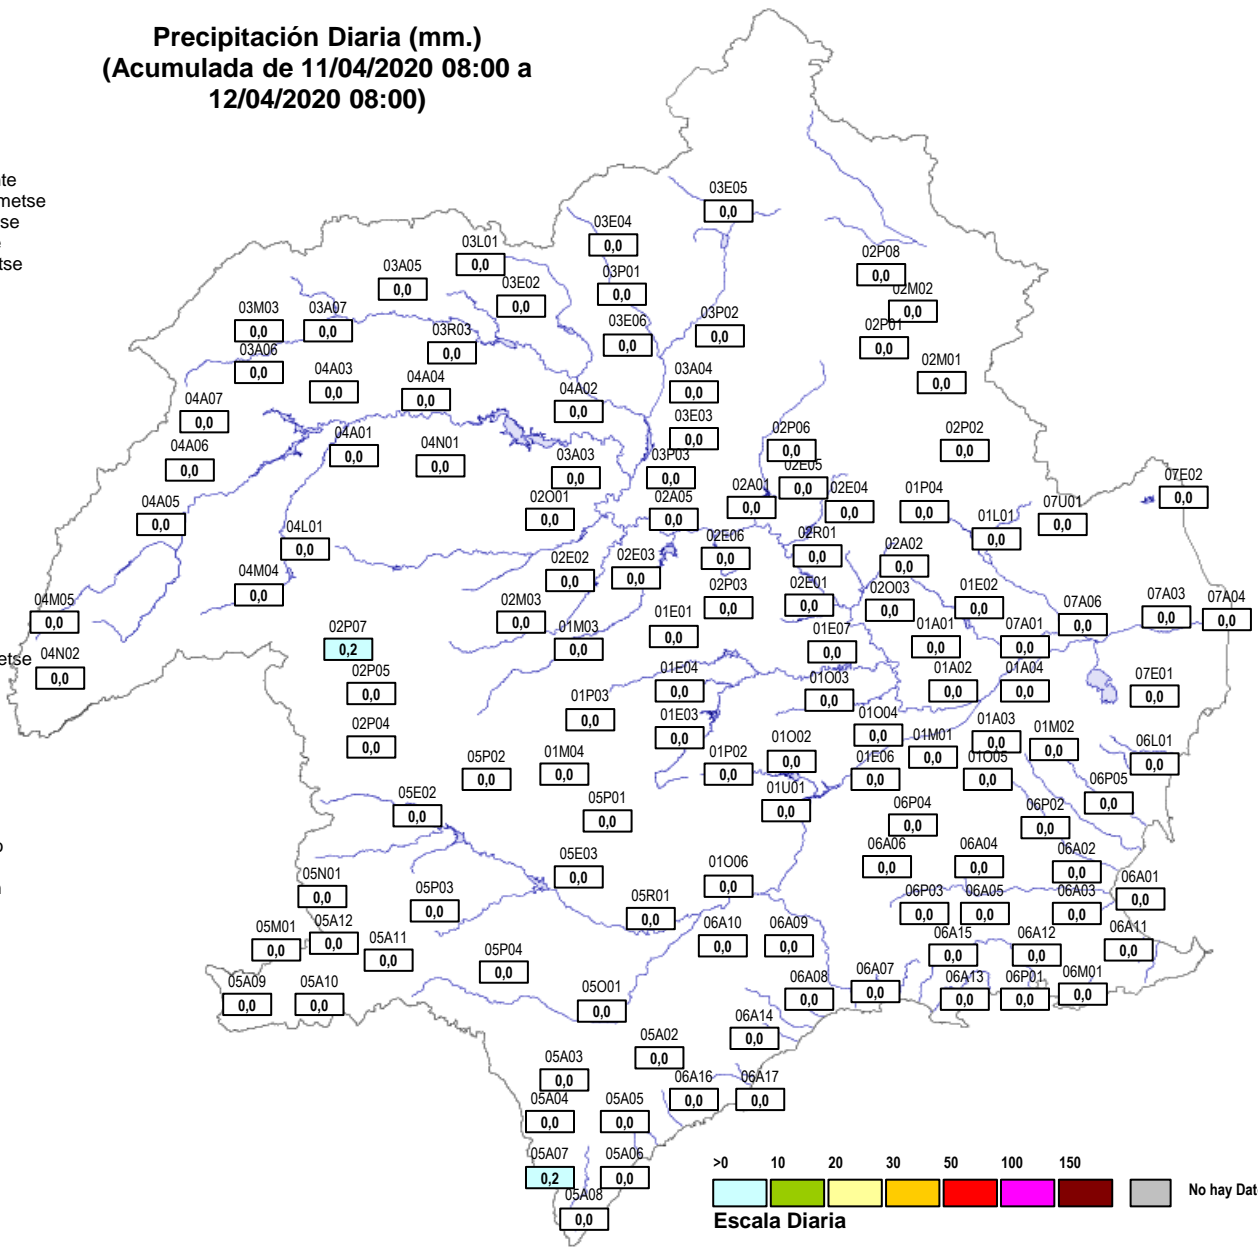 Precipitación Diaria (mm.)
(Acumulada de 11/04/2020 08:00 a
12/04/2020 08:00)
te
metse
se
tse
03E05
0,0
03E04
0,0
03L01
0,0
02P08
0,0
03A05
0,0
03P01
0,0
03E02
0,0
02M02
0,0
03M03
0,0
03A07
0,0
03P02
0,0
03E06
0,0
03R03
0,0
02P01
0,0
03A06
0,0
02M01
0,0
04A03
0,0
04A04
0,0
03A04
0,0
04A02
0,0
04A07
0,0
03E03
0,0
04A01
0,0
02P06
0,0
02P02
0,0
04N01
0,0
04A06
0,0
03A03
0,0
03P03
0,0
02E05
0,0
07E02
0,0
02A01
0,0
02E04
0,0
01P04
0,0
04A05
0,0
02O01
0,0
02A05
0,0
07U01
0,0
01L01
0,0
04L01
0,0
02E06
0,0
02R01
0,0
02A02
0,0
02E02
0,0
02E03
0,0
04M04
0,0
02P03
0,0
02E01
0,0
02O03
0,0
01E02
0,0
07A03
0,0
07A04
0,0
04M05
0,0
02M03
0,0
07A06
0,0
01E01
0,0
02P07
0,2
01M03
0,0
01E07
0,0
01A01
0,0
07A01
0,0
etse
04N02
0,0
02P05
0,0
01E04
0,0
01O03
0,0
01A02
0,0
01A04
0,0
07E01
0,0
01P03
0,0
02P04
0,0
01E03
0,0
01O04
0,0
01A03
0,0
01M02
0,0
01M01
0,0
06L01
0,0
05P02
0,0
01M04
0,0
01P02
0,0
01O02
0,0
01E06
0,0
01O05
0,0
05E02
0,0
01U01
0,0
06P05
0,0
05P01
0,0
06P04
0,0
06P02
0,0
o
05E03
0,0
01O06
0,0
06A06
0,0
06A04
0,0
06A02
0,0
05N01
0,0
05P03
0,0
05R01
0,0
06P03
0,0
06A05
0,0
06A03
0,0
06A01
0,0
05M01
0,0
05A12
0,0
05A11
0,0
06A10
0,0
06A09
0,0
06A15
0,0
06A12
0,0
06A11
0,0
05P04
0,0
05A09
0,0
05A10
0,0
05O01
0,0
06A08
0,0
06A07
0,0
06A13
0,0
06P01
0,0
06M01
0,0
06A14
0,0
05A02
0,0
05A03
0,0
06A16
0,0
06A17
0,0
05A04
0,0
05A05
0,0
05A07
0,2
05A06
0,0
05A08
0,0
>0 10 20 30 50 100 150
No hay Dat
Escala Diaria